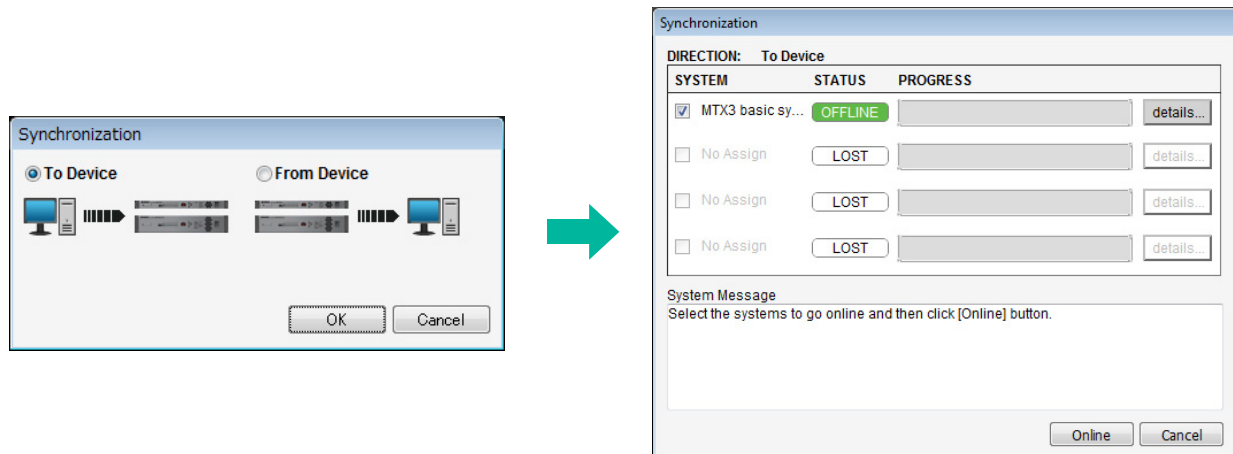 Synchronization
To Device From Device
OK Cancel
Synchronization
DIRECTION: To Device
SYSTEM STATUS PROGRESS
MTX3 basic sy... OFFLINE details...
No Assign LOST details...
No Assign LOST details...
No Assign LOST details...
System Message
Select the systems to go online and then click [Online] button.
Online Cancel